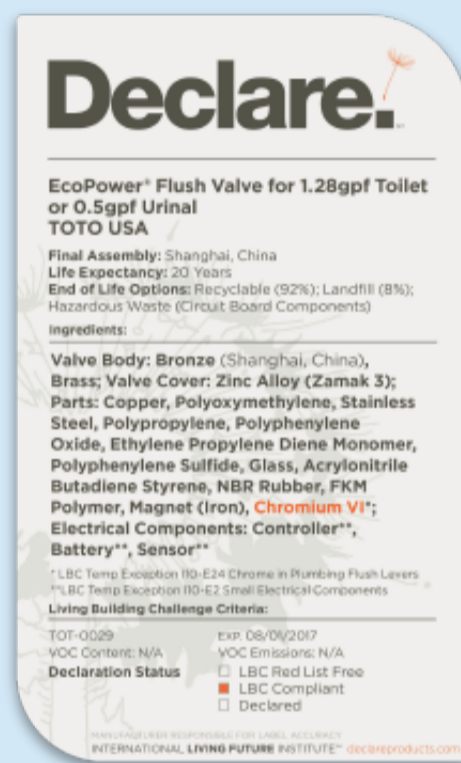 Declare.
EcoPower® Flush Valve for 1.28gpf Toilet
or 0.5gpf Urinal
TOTO USA
Final Assembly: Shanghai, China
Life Expectancy: 20 Years
End of Life Options: Recyclable (92%); Landfill (8%);
Hazardous Waste (Circuit Board Components)
Ingredients:
Valve Body: Bronze (Shanghai, China),
Brass; Valve Cover: Zinc Alloy (Zamak 3);
Parts: Copper, Polyoxymethylene, Stainless
Steel, Polypropylene, Polyphenylene
Oxide, Ethylene Propylene Diene Monomer,
Polyphenylene Sulfide, Glass, Acrylonitrile
Butadiene Styrene, NBR Rubber, FKM
Polymer, Magnet (Iron), Chromium VI*;
Electrical Components: Controller**,
Battery**, Sensor**
* LBC Temp Exception I10-E24 Chrome in Plumbing Flush Levers
**LBC Temp Exception I10-E2 Small Electrical Components
Living Building Challenge Criteria:
TOT-0029 EXP. 08/01/2017
VOC Content: N/A VOC Emissions: N/A
Declaration Status LBC Red List Free
LBC Compliant
Declared
MANUFACTURER RESPONSIBLE FOR LABEL ACCURACY
INTERNATIONAL LIVING FUTURE INSTITUTE™ declareproducts.com